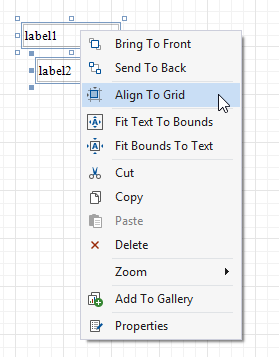 label1
label2
Bring To Front
Send To Back
Align To Grid
Fit Text To Bounds
Fit Bounds To Text
Cut
Copy
Paste
Delete
Zoom
Add To Gallery
Properties